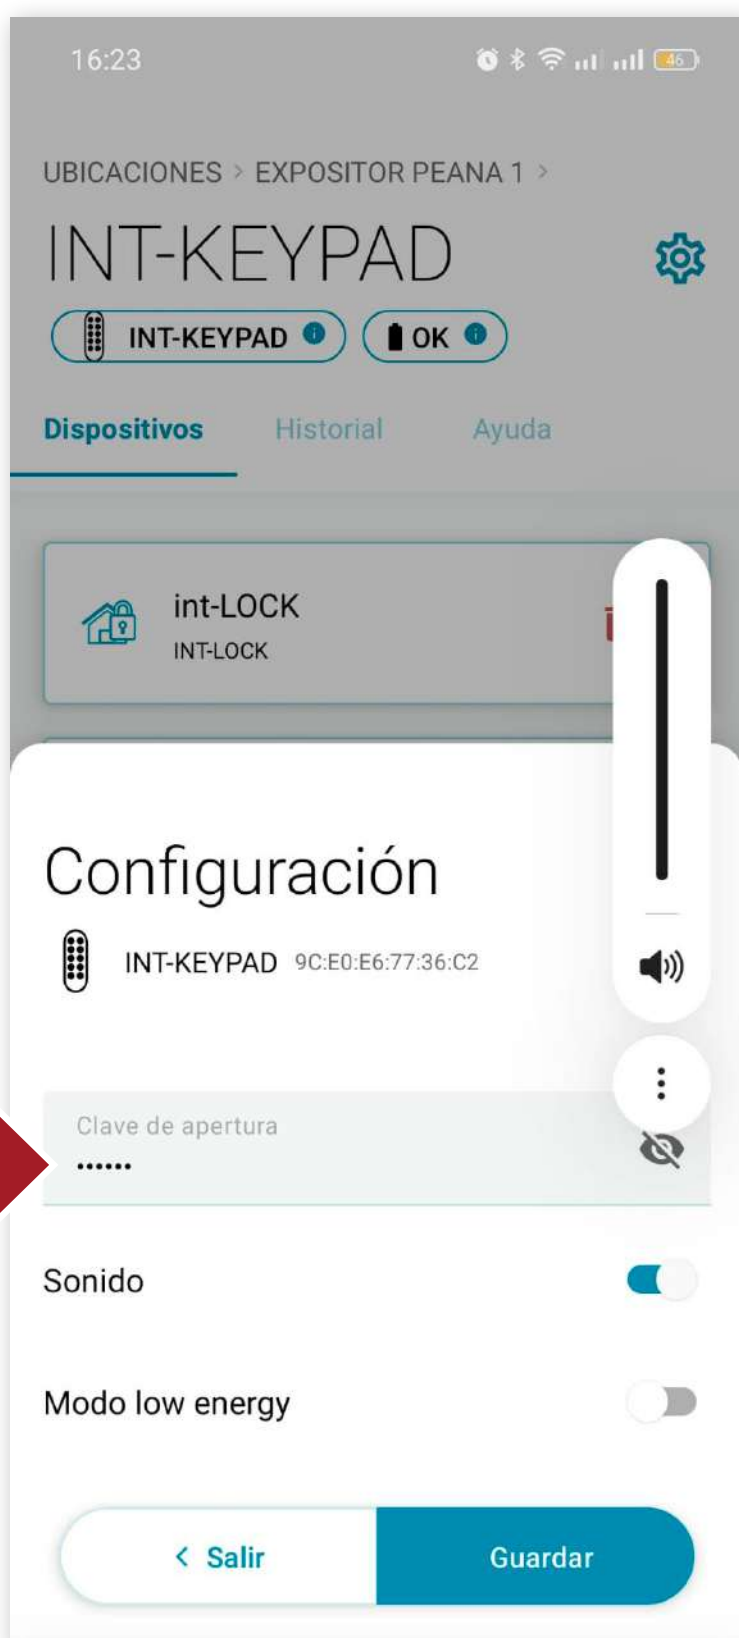 16:23
46
UBICACIONES > EXPOSITOR PEANA 1 >
INT-KEYPAD
INT-KEYPAD
OK
Dispositivos Historial Ayuda
int-LOCK
INT-LOCK
Configuración
INT-KEYPAD 9C:E0:E6:77:36:C2
Clave de apertura
••••••
Sonido
Modo low energy
< Salir
Guardar